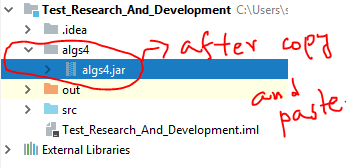 Test_Research_And_Development C:\Users\s
.idea
algs4
algs4.jar
out
src
Test_Research_And_Development.iml
External Libraries
after copy
and
paste.